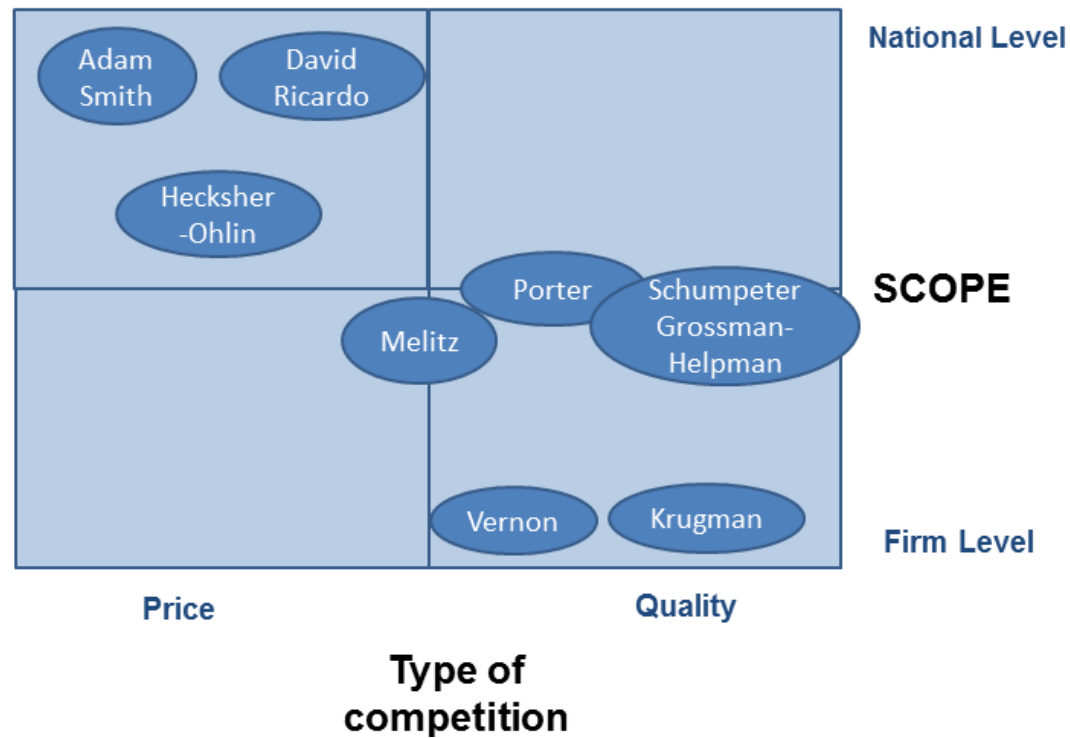 National Level
Adam
Smith
David
Ricardo
Hecksher
-Ohlin
SCOPE
Porter
Schumpeter
Grossman-
Helpman
Melitz
Vernon
Krugman
Firm Level
Price
Quality
Type of
competition